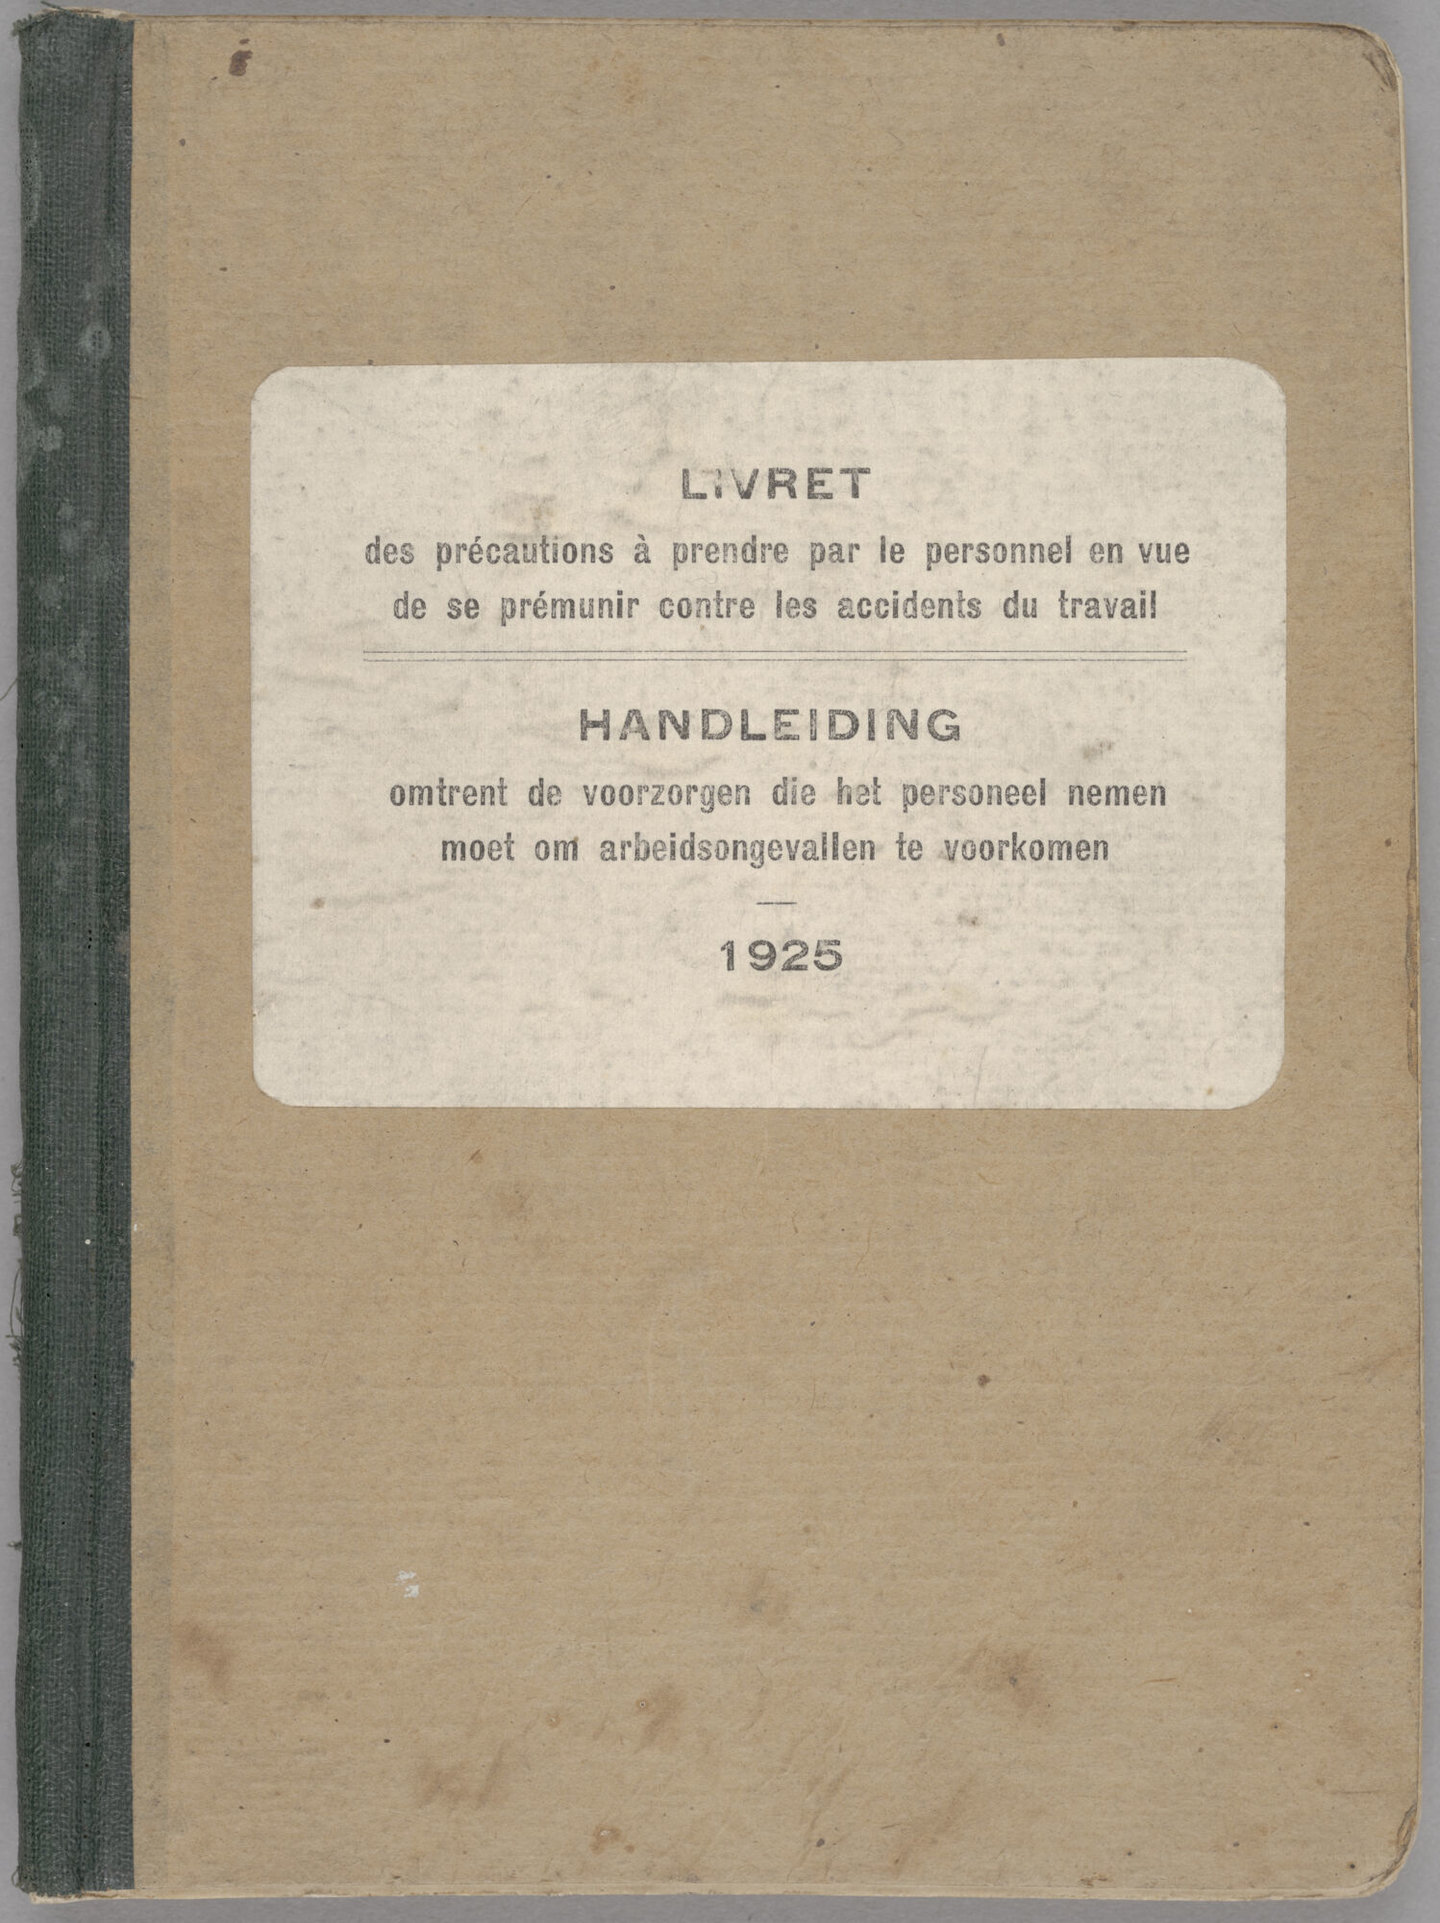 LIVRET
des précautions à prendre par le personnel en vue
de se prémunir contre les accidents du travail
HANDLEIDING
omtrent de voorzorgen die het personeel nemen
moet om arbeidsongevallen te voorkomen
1925